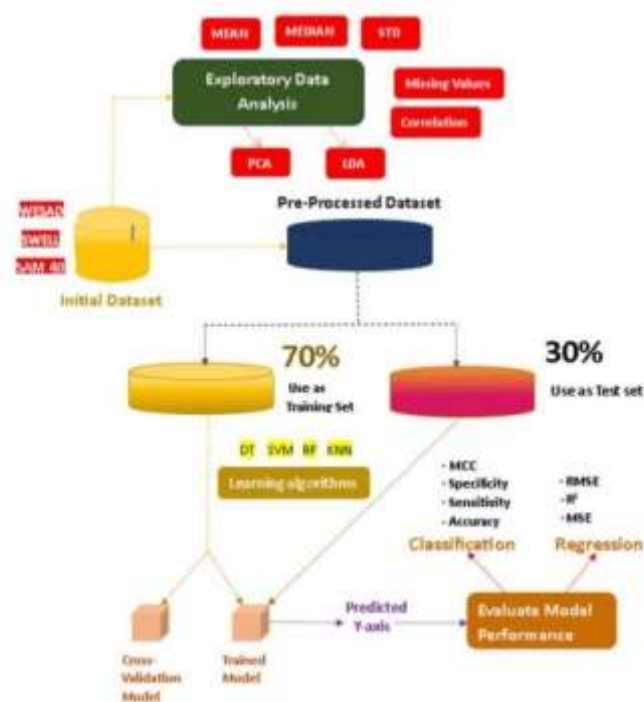 MEAN
MEDIAN
STD
Exploratory Data
Analysis
Missing Values
Correlation
PCA
LDA
Pre-Processed Dataset
WESAD
SWELL
SAM 40
Initial Dataset
70%
Use as
Training Set
30%
Use as Test set
DT SVM RF KNN
Learning algorithms
- MCC
- Specificity
- Sensitivity
- Accuracy
Classification
- RMSE
- R²
- MSE
Regression
Predicted
Y-axis
Evaluate Model
Performance
Cross-
Validation
Model
Trained
Model